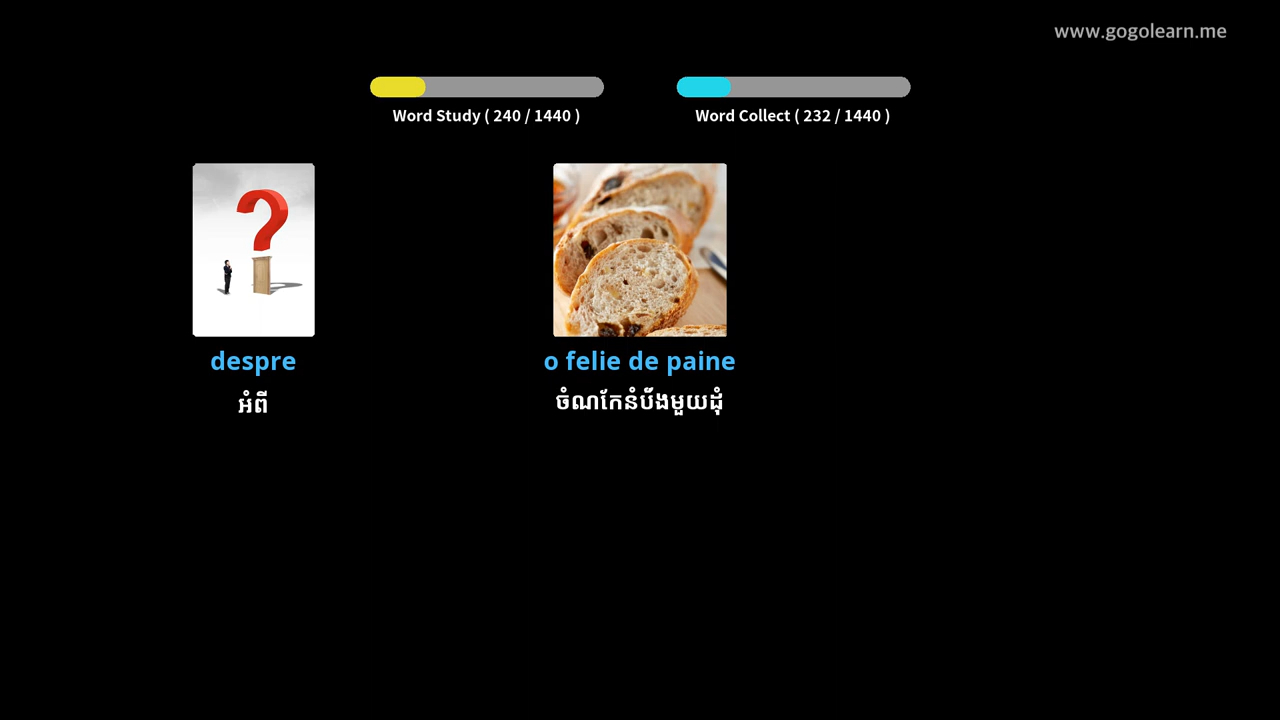 www.gogolearn.me
Word Study ( 240 / 1440 )
Word Collect ( 232 / 1440 )
despre
o felie de paine
អំពី
ចំណកែនំប័ងមួយដុំ